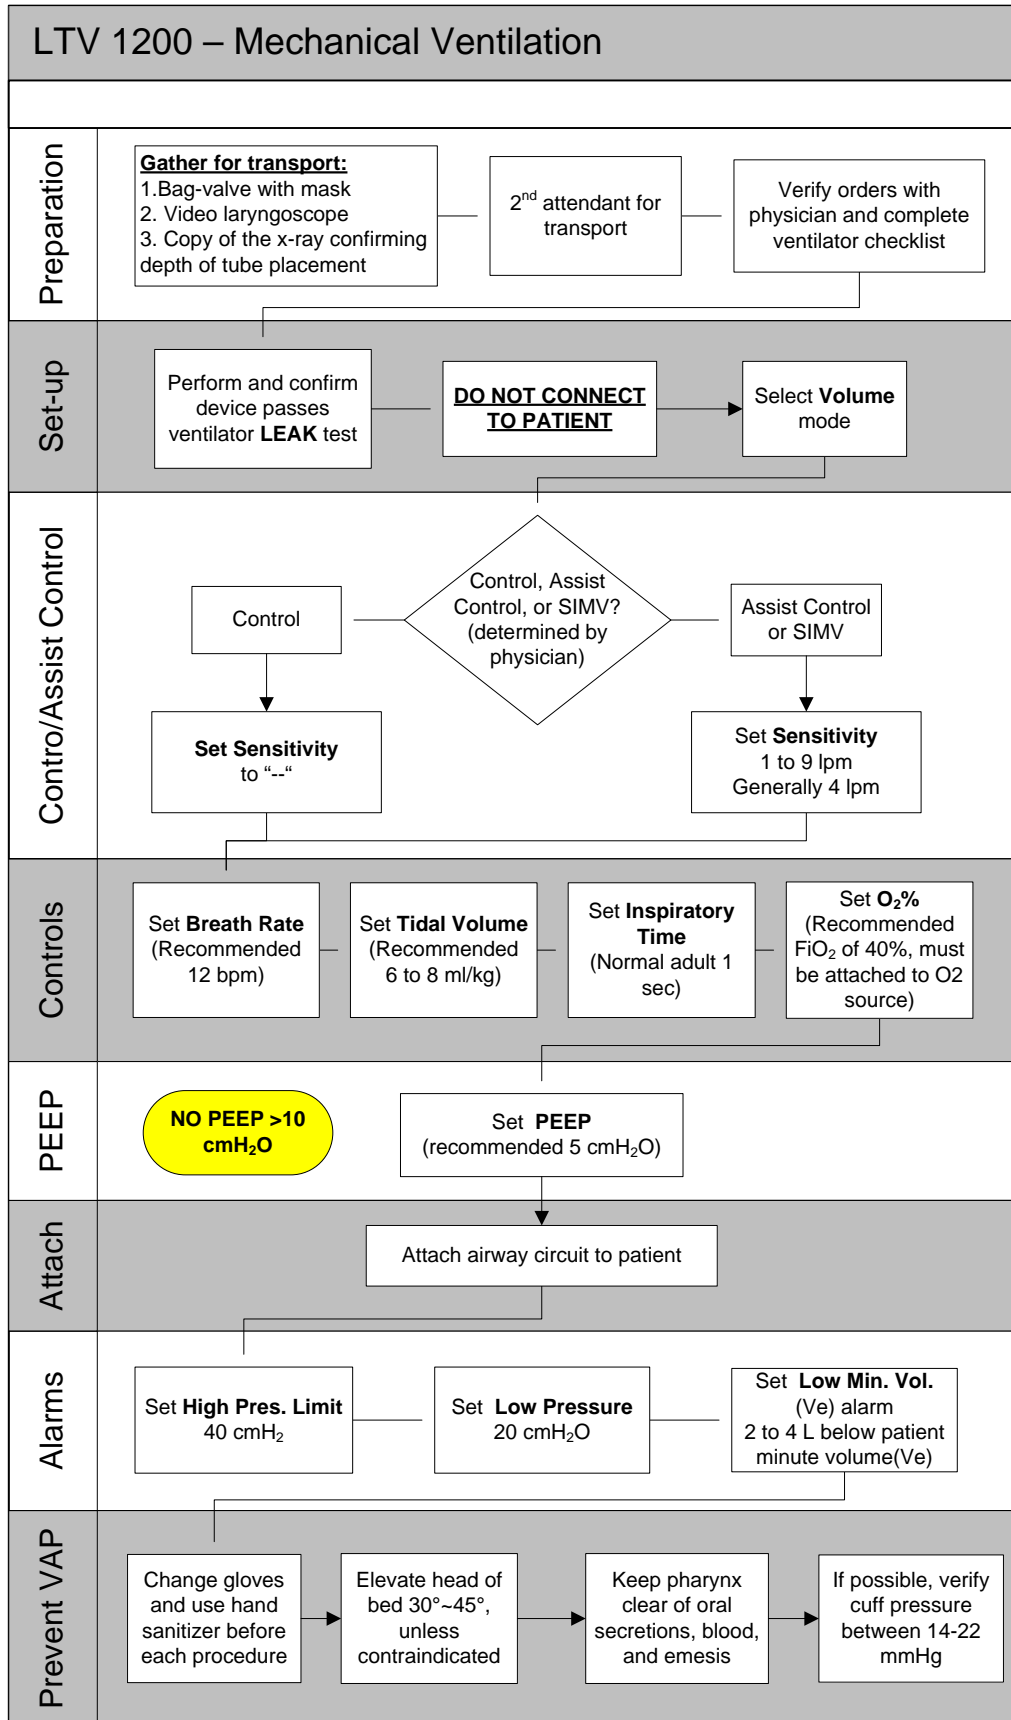 LTV 1200 – Mechanical Ventilation
Preparation
Gather for transport:
1.Bag-valve with mask
2. Video laryngoscope
3. Copy of the x-ray confirming
depth of tube placement
2nd attendant for
transport
Verify orders with
physician and complete
ventilator checklist
Set-up
Perform and confirm
device passes
ventilator LEAK test
DO NOT CONNECT
TO PATIENT
Select Volume
mode
Contro/Assist Control
Control, Assist
Control, or SIMV?
(determined by
physician)
Control
Assist Control
or SIMV
Set Sensitivity
to “--“
Set Sensitivity
1 to 9 lpm
Generally 4 lpm
Controls
Set Breath Rate
(Recommended
12 bpm)
Set Tidal Volume
(Recommended
6 to 8 ml/kg)
Set Inspiratory
Time
(Normal adult 1
sec)
Set O₂%
(Recommended
FiO₂ of 40%, must
be attached to O2
source)
PEEP
NO PEEP >10
cmH₂O
Set PEEP
(recommended 5 cmH₂O)
Attach
Attach airway circuit to patient
Alarms
Set High Pres. Limit
40 cmH₂
Set Low Pressure
20 cmH₂O
Set Low Min. Vol.
(Ve) alarm
2 to 4 L below patient
minute volume(Ve)
Prevent VAP
Change gloves
and use hand
sanitizer before
each procedure
Elevate head of
bed 30°~45°,
unless
contraindicated
Keep pharynx
clear of oral
secretions, blood,
and emesis
If possible, verify
cuff pressure
between 14-22
mmHg